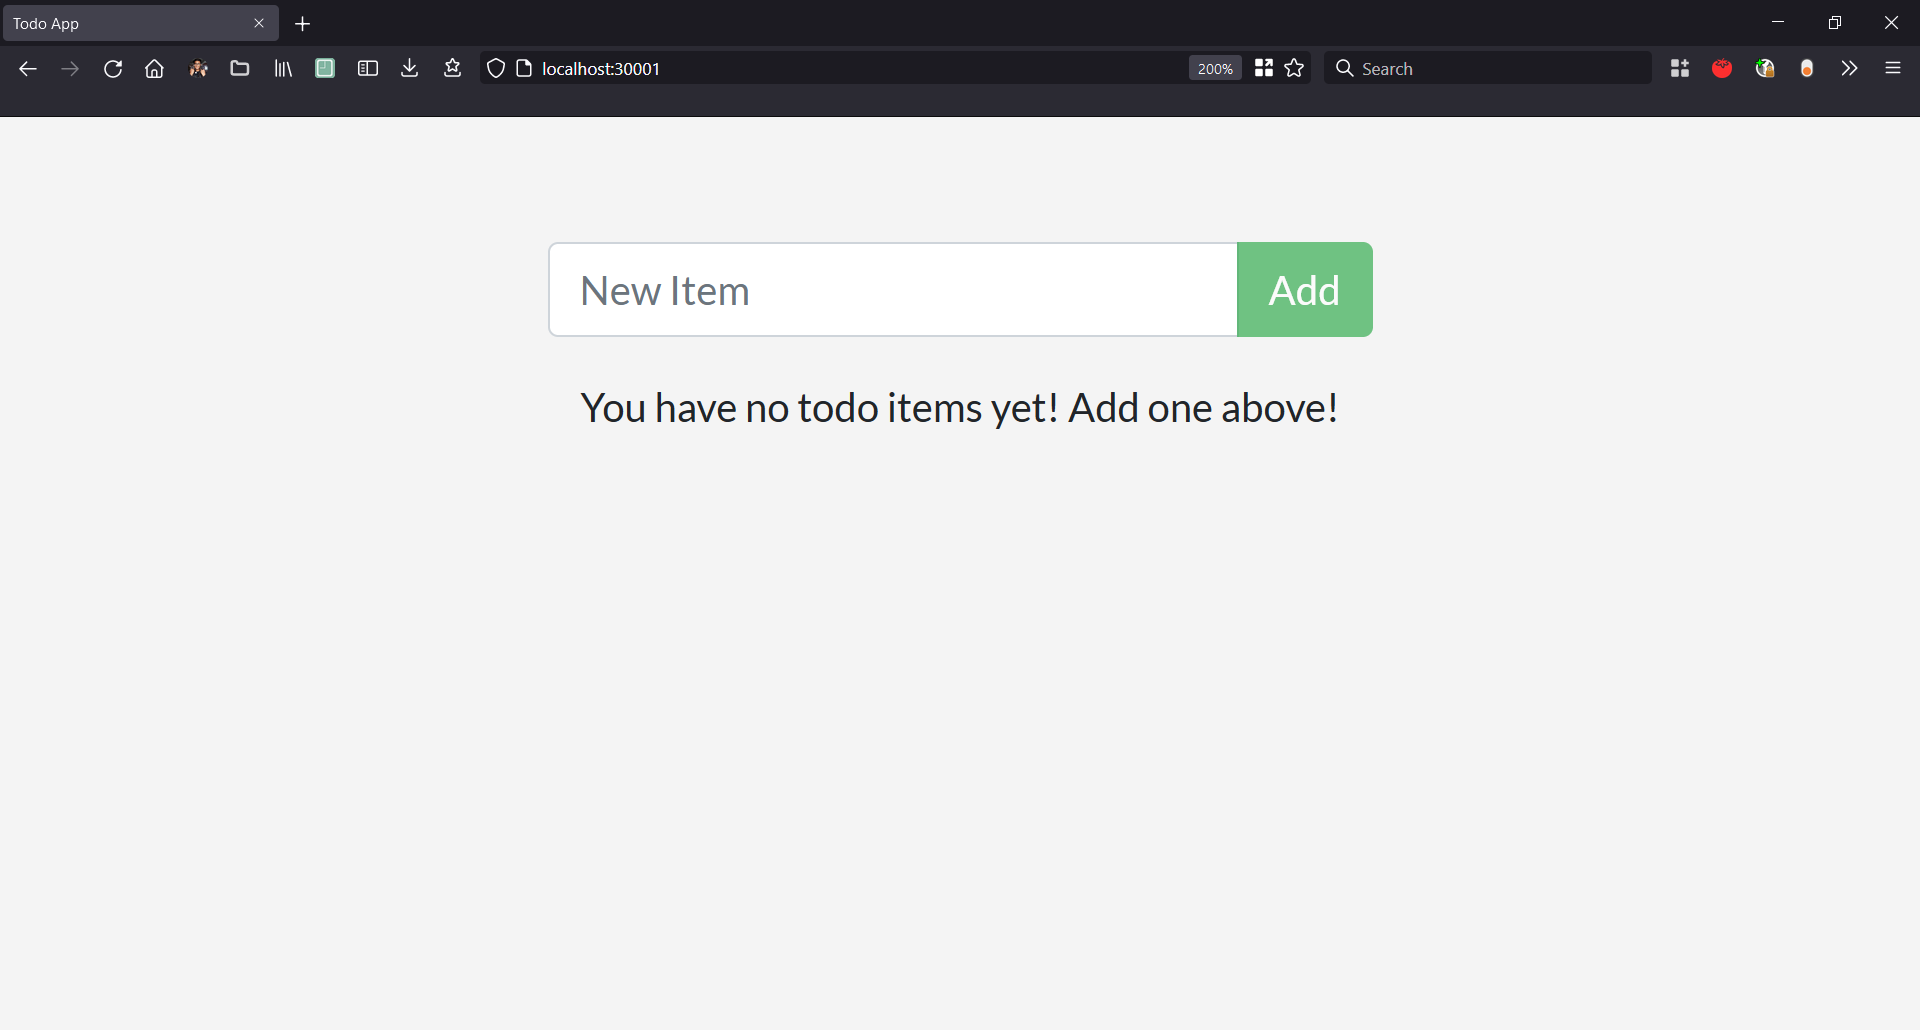 Todo App
localhost:30001
200%
Search
New Item
Add
You have no todo items yet! Add one above!